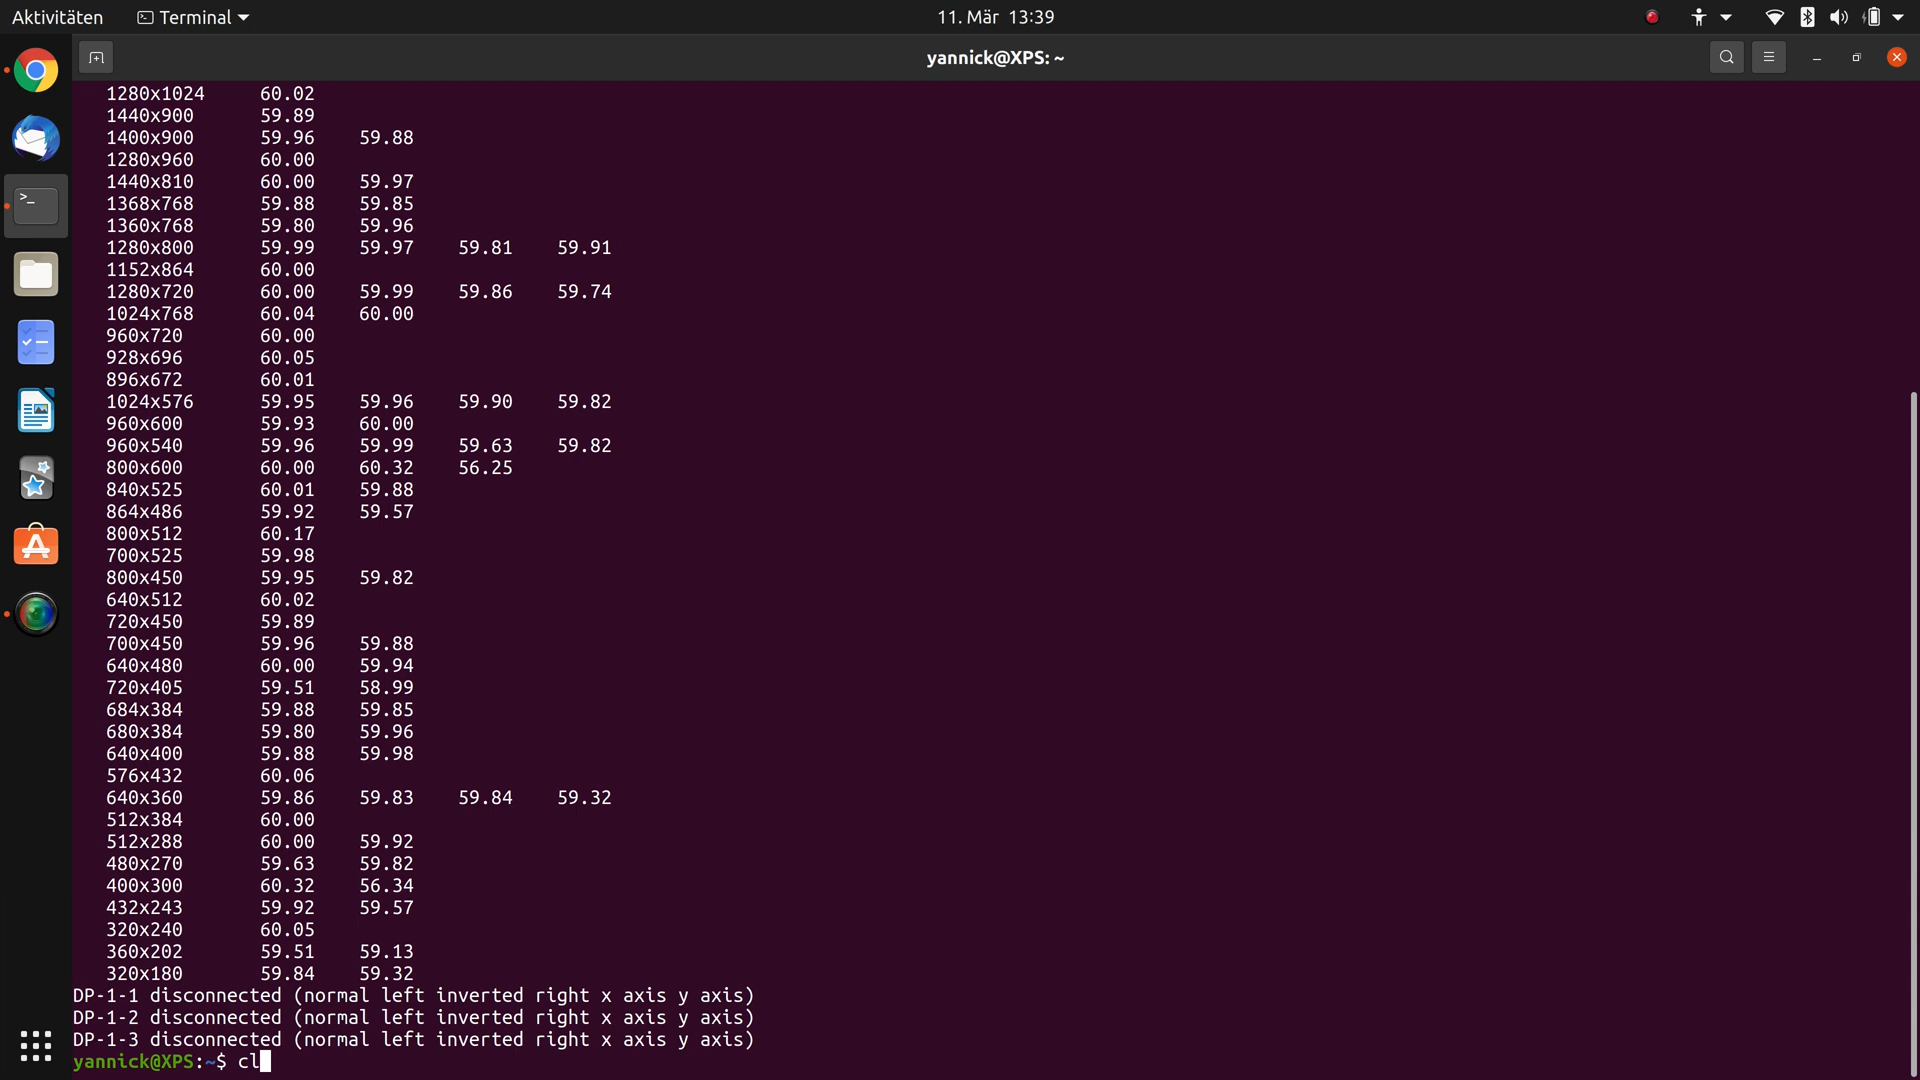 Aktivitäten Terminal 11. Mär 13:39
yannick@XPS: ~
1280x1024 60.02
1440x900 59.89
1400x900 59.96 59.88
1280x960 60.00
1440x810 60.00 59.97
1368x768 59.88 59.85
1360x768 59.80 59.96
1280x800 59.99 59.97 59.81 59.91
1152x864 60.00
1280x720 60.00 59.99 59.86 59.74
1024x768 60.04 60.00
960x720 60.00
928x696 60.05
896x672 60.01
1024x576 59.95 59.96 59.90 59.82
960x600 59.93 60.00
960x540 59.96 59.99 59.63 59.82
800x600 60.00 60.32 56.25
840x525 60.01 59.88
864x486 59.92 59.57
800x512 60.17
700x525 59.98
800x450 59.95 59.82
640x512 60.02
720x450 59.89
700x450 59.96 59.88
640x480 60.00 59.94
720x405 59.51 58.99
684x384 59.88 59.85
680x384 59.80 59.96
640x400 59.88 59.98
576x432 60.06
640x360 59.86 59.83 59.84 59.32
512x384 60.00
512x288 60.00 59.92
480x270 59.63 59.82
400x300 60.32 56.34
432x243 59.92 59.57
320x240 60.05
360x202 59.51 59.13
320x180 59.84 59.32
DP-1-1 disconnected (normal left inverted right x axis y axis)
DP-1-2 disconnected (normal left inverted right x axis y axis)
DP-1-3 disconnected (normal left inverted right x axis y axis)
yannick@XPS:~$ cl